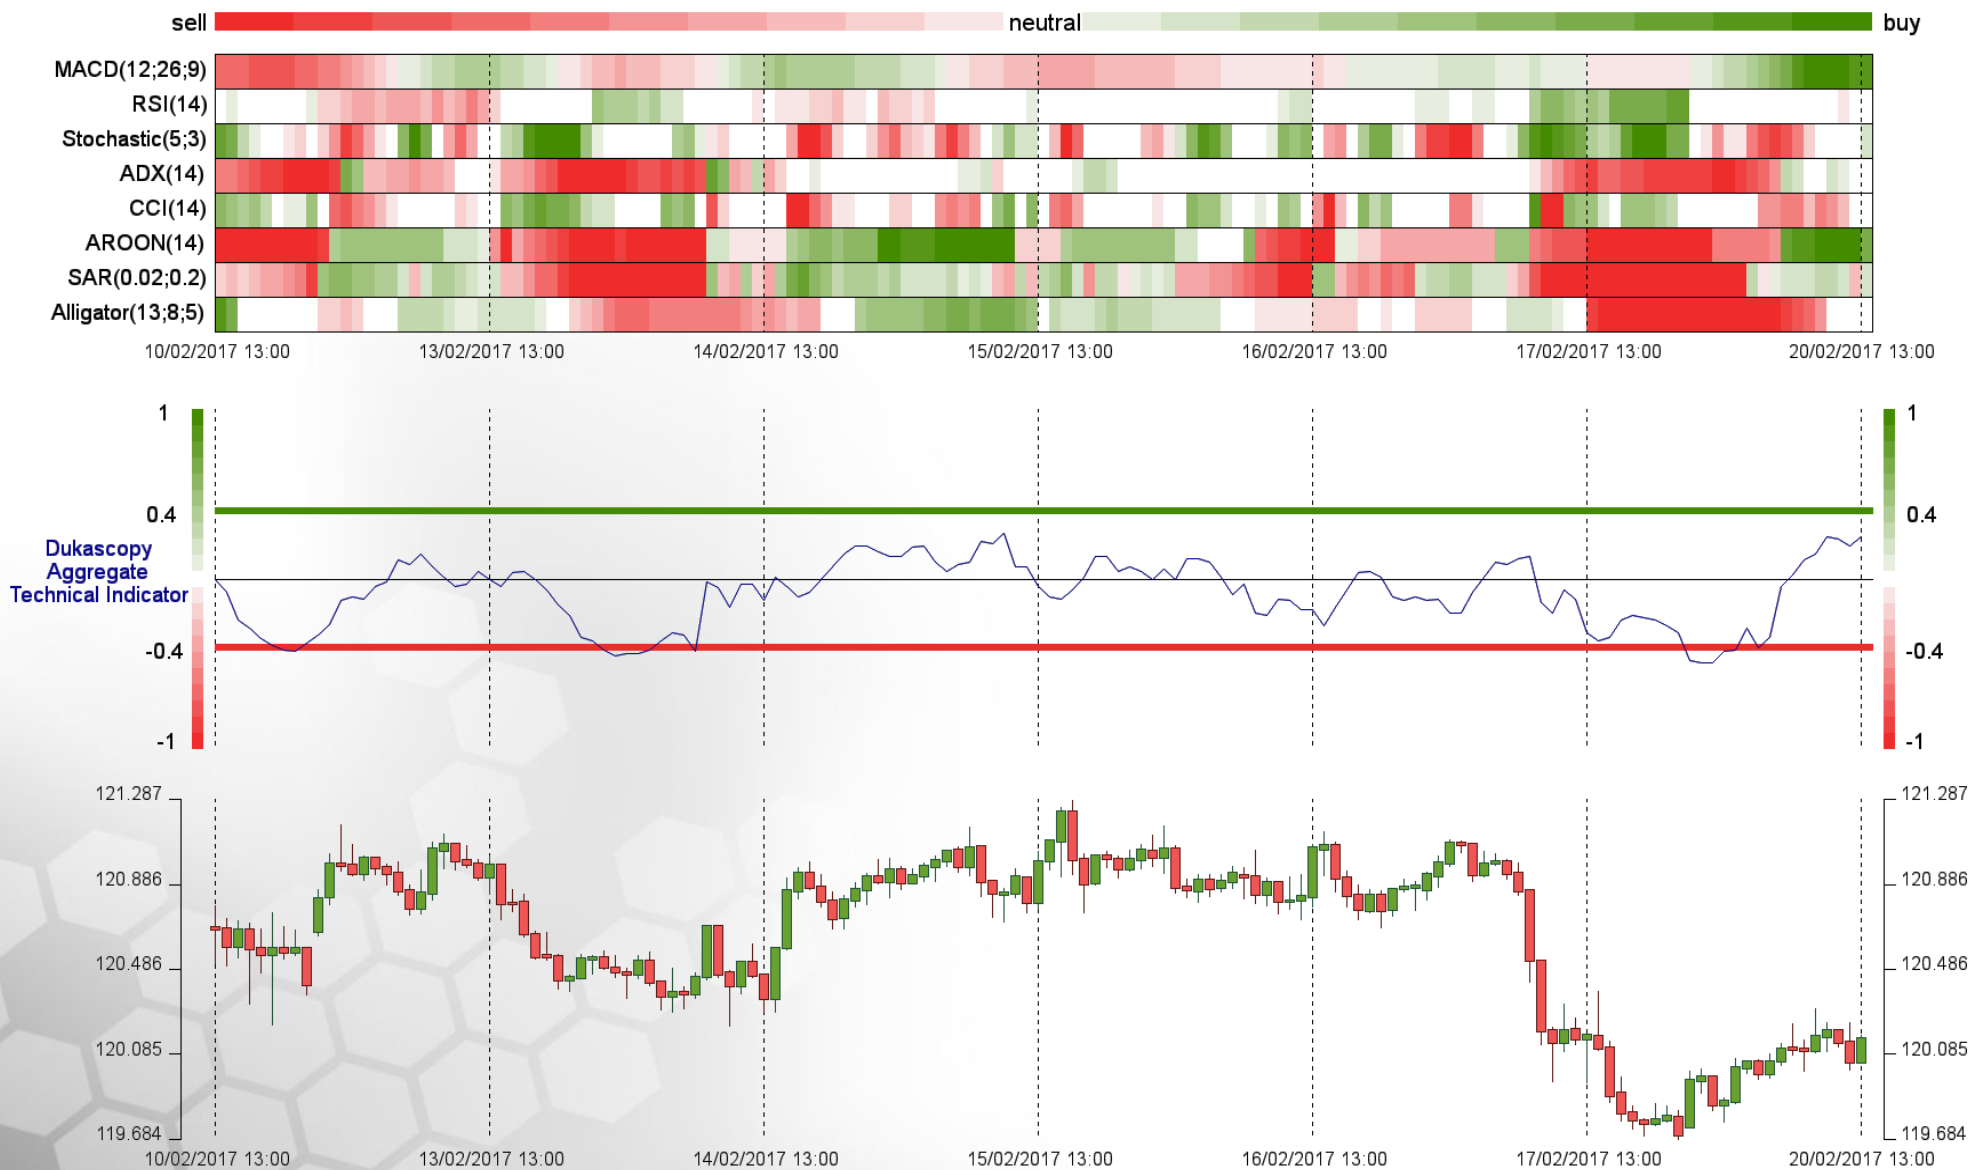 sell neutral buy
MACD(12;26;9)
RSI(14)
Stochastic(5;3)
ADX(14)
CCI(14)
AROON(14)
SAR(0.02;0.2)
Alligator(13;8;5)
10/02/2017 13:00 13/02/2017 13:00 14/02/2017 13:00 15/02/2017 13:00 16/02/2017 13:00 17/02/2017 13:00 20/02/2017 13:00
1 1
0.4 0.4
Dukascopy
Aggregate
Technical Indicator
-0.4 -0.4
-1 -1
121.287 121.287
120.886 120.886
120.486 120.486
120.085 120.085
119.684 119.684
10/02/2017 13:00 13/02/2017 13:00 14/02/2017 13:00 15/02/2017 13:00 16/02/2017 13:00 17/02/2017 13:00 20/02/2017 13:00